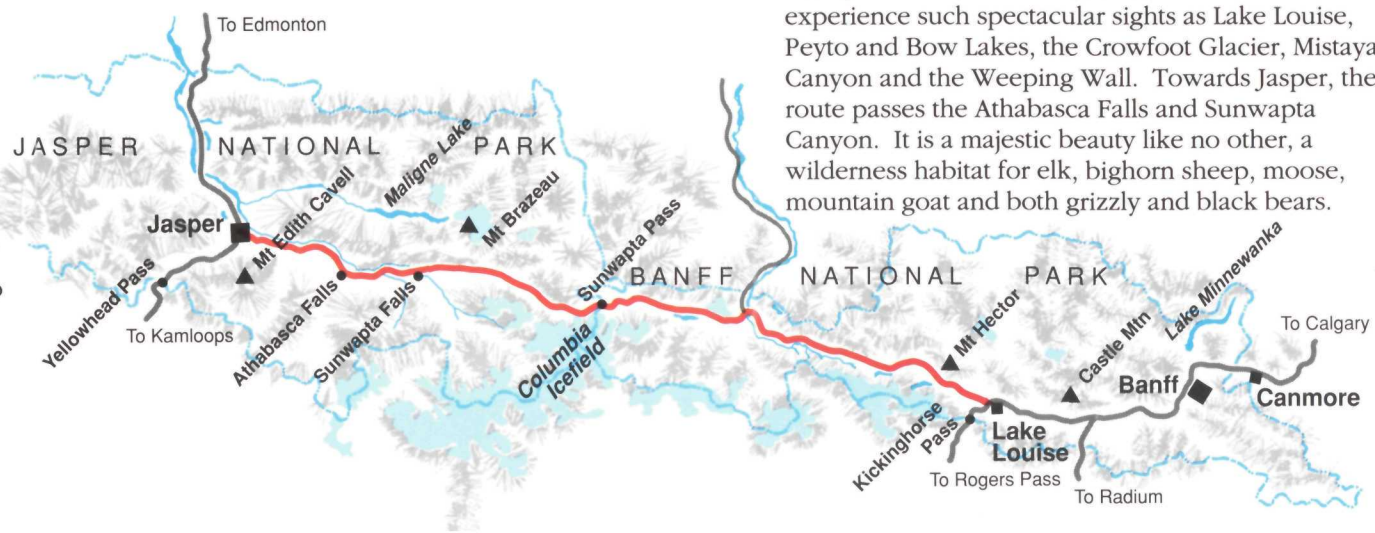 experience such spectacular sights as Lake Louise,
Peyto and Bow Lakes, the Crowfoot Glacier, Mistaya
Canyon and the Weeping Wall. Towards Jasper, the
route passes the Athabasca Falls and Sunwapta
Canyon. It is a majestic beauty like no other, a
wilderness habitat for elk, bighorn sheep, moose,
mountain goat and both grizzly and black bears.
To Edmonton
JASPER NATIONAL PARK
Maligne Lake
Mt Brazeau
Jasper
Mt Edith Cavell
Yellowhead Pass
To Kamloops
Athabasca Falls
Sunwapta Falls
Sunwapta Pass
Columbia
Icefield
BANFF NATIONAL PARK
Mt Hector
Castle Mtn
Lake Minnewanka
To Calgary
Banff
Canmore
Kickinghorse
Pass
Lake
Louise
To Rogers Pass
To Radium